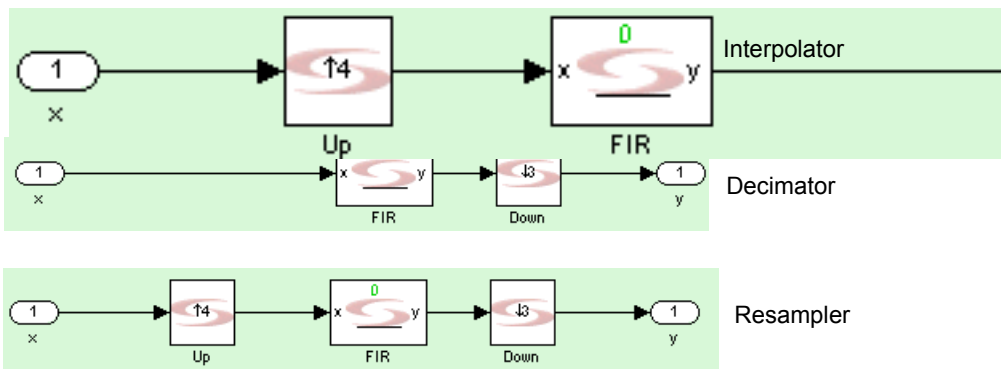 0
Interpolator
1
↑4
x
y
x
Up
FIR
1
x
y
↓3
1
Decimator
x
FIR
Down
y
0
1
↑4
x
y
↓3
1
Resampler
x
Up
FIR
Down
y